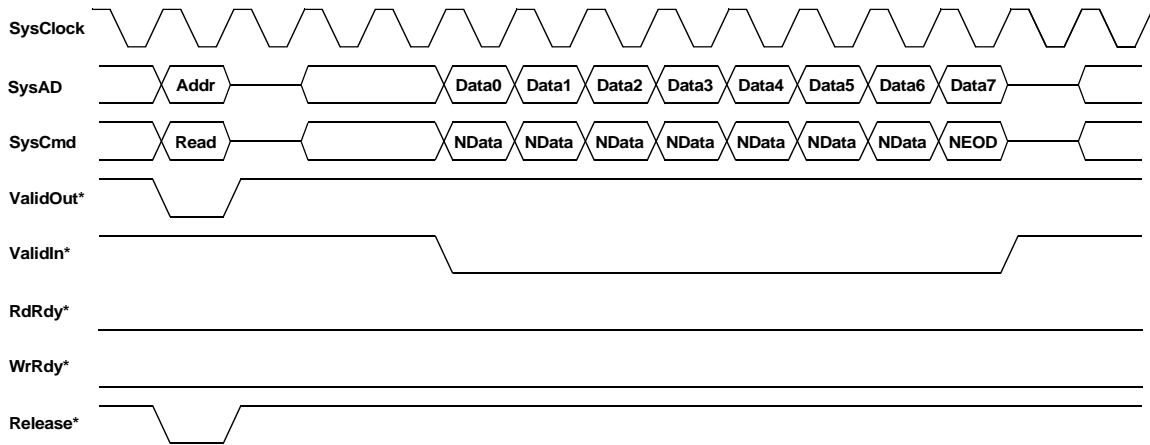 SysClock
SysAD Addr Data0 Data1 Data2 Data3 Data4 Data5 Data6 Data7
SysCmd Read NData NData NData NData NData NData NData NEOD
ValidOut*
ValidIn*
RdRdy*
WrRdy*
Release*